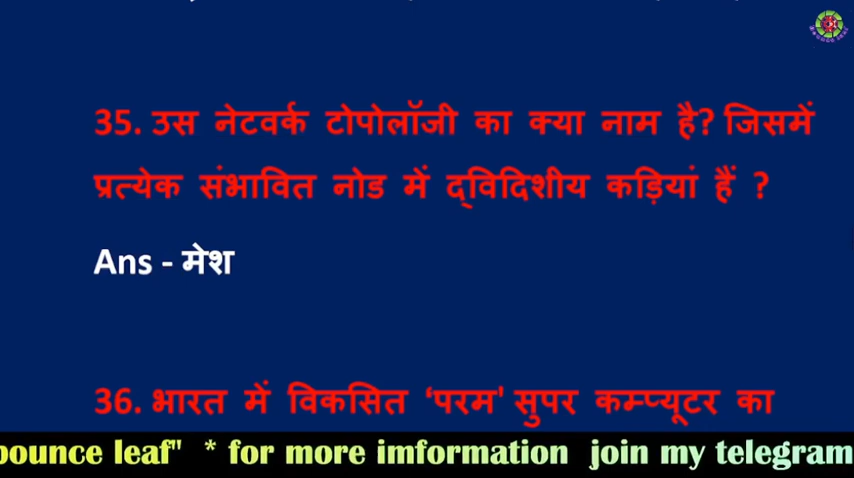 35. उस नेटवर्क टोपोलॉजी का क्या नाम है? जिसमें
प्रत्येक संभावित नोड में द्विदिशीय कड़ियां हैं ?
Ans - मेश
36. भारत में विकसित ‘परम' सुपर कम्प्यूटर का
bounce leaf" * for more imformation join my telegram